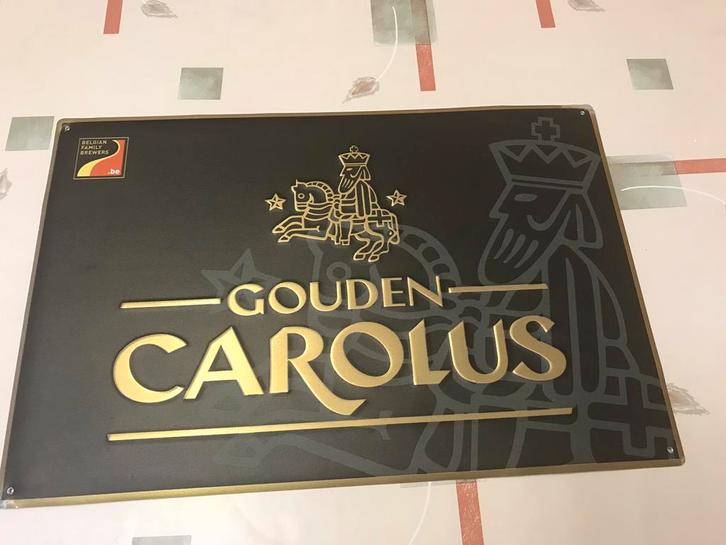 BELGIAN
FAMILY
BREWERS
.be
GOUDEN
CAROLUS